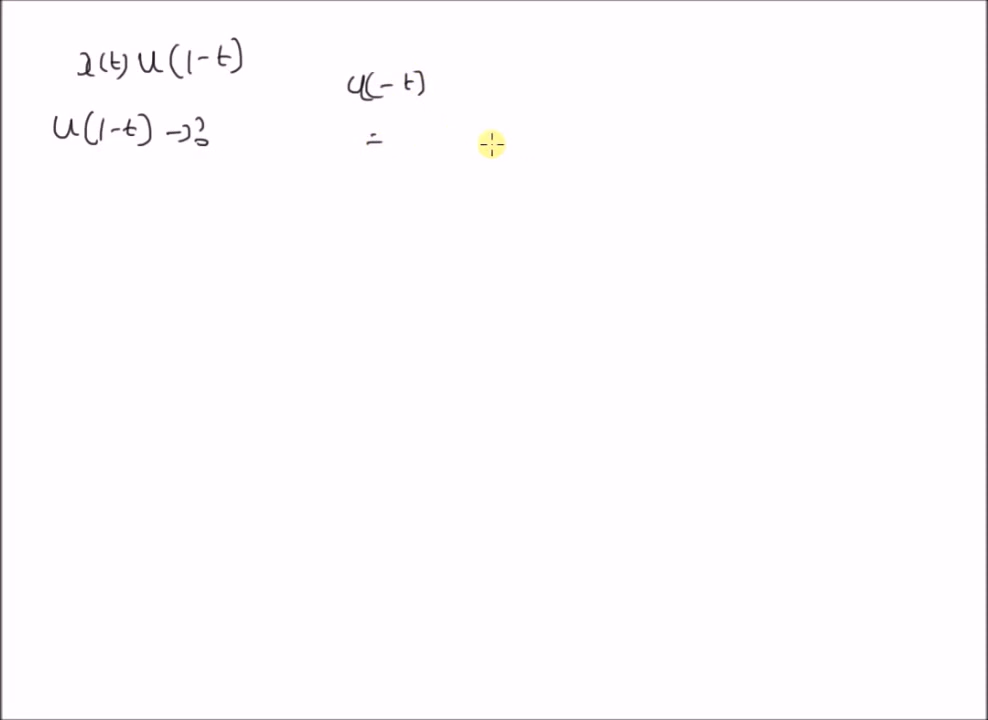 x(t) u(1-t)
u(1-t) →?
u(-t)
=